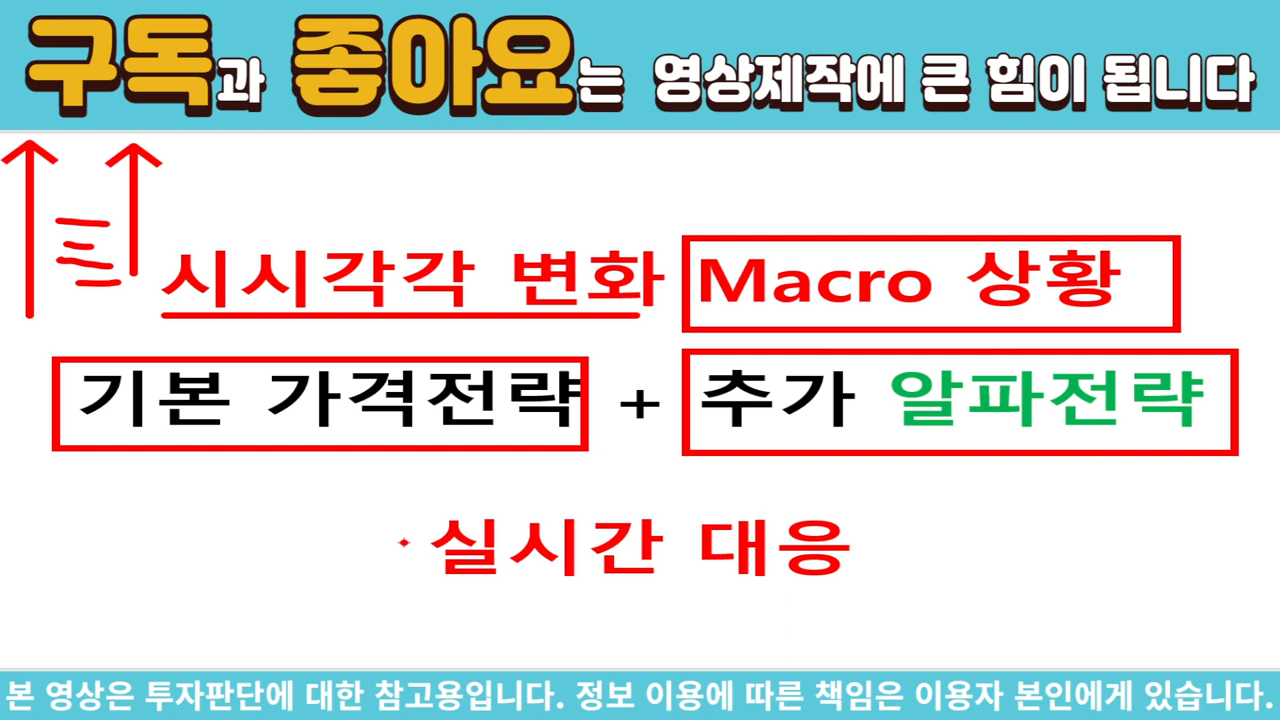 구독과 좋아요는 영상제작에 큰 힘이 됩니다
시시각각 변화 Macro 상황
기본 가격전략 + 추가 알파전략
실시간 대응
본 영상은 투자판단에 대한 참고용입니다. 정보 이용에 따른 책임은 이용자 본인에게 있습니다.